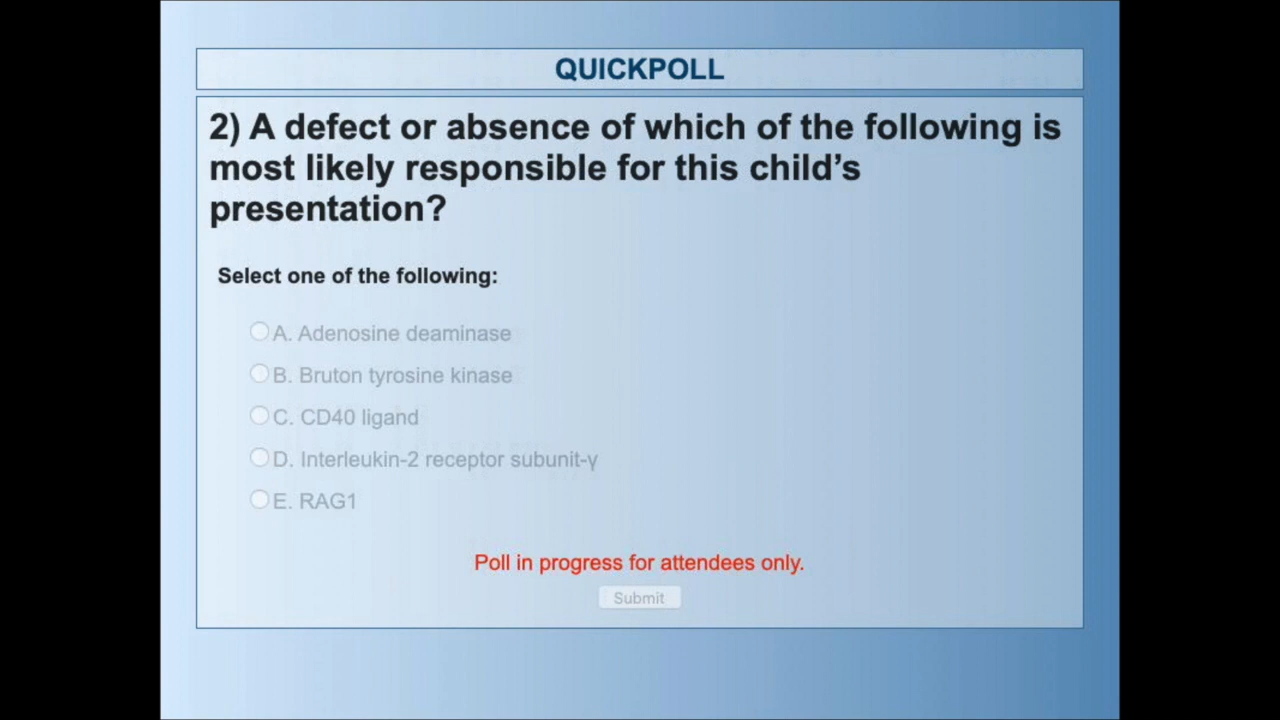 QUICKPOLL
2) A defect or absence of which of the following is
most likely responsible for this child’s
presentation?
Select one of the following:
A. Adenosine deaminase
B. Bruton tyrosine kinase
C. CD40 ligand
D. Interleukin-2 receptor subunit-γ
E. RAG1
Poll in progress for attendees only.
Submit